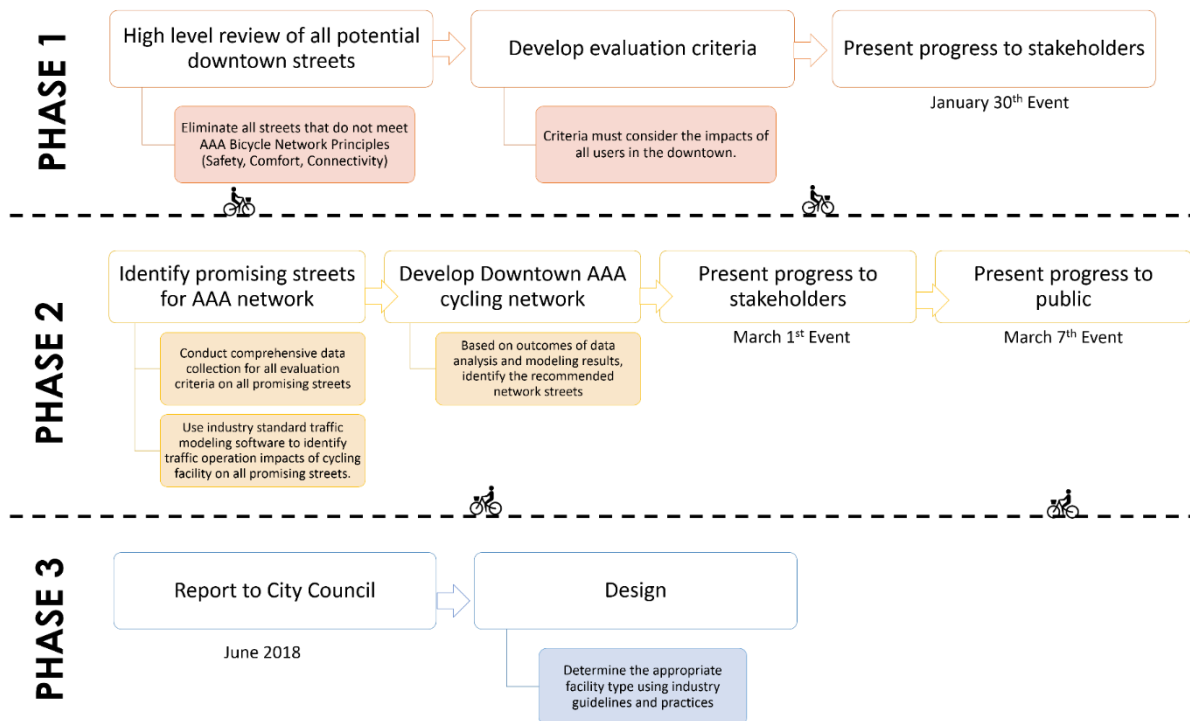 PHASE 1
High level review of all potential
downtown streets
Develop evaluation criteria
Present progress to stakeholders
January 30th Event
Eliminate all streets that do not meet
AAA Bicycle Network Principles
(Safety, Comfort, Connectivity)
Criteria must consider the impacts of
all users in the downtown.
PHASE 2
Identify promising streets
for AAA network
Develop Downtown AAA
cycling network
Present progress to
stakeholders
March 1st Event
Present progress to
public
March 7th Event
Conduct comprehensive data
collection for all evaluation
criteria on all promising streets
Based on outcomes of data
analysis and modeling results,
identify the recommended
network streets
Use industry standard traffic
modeling software to identify
traffic operation impacts of cycling
facility on all promising streets.
PHASE 3
Report to City Council
June 2018
Design
Determine the appropriate
facility type using industry
guidelines and practices